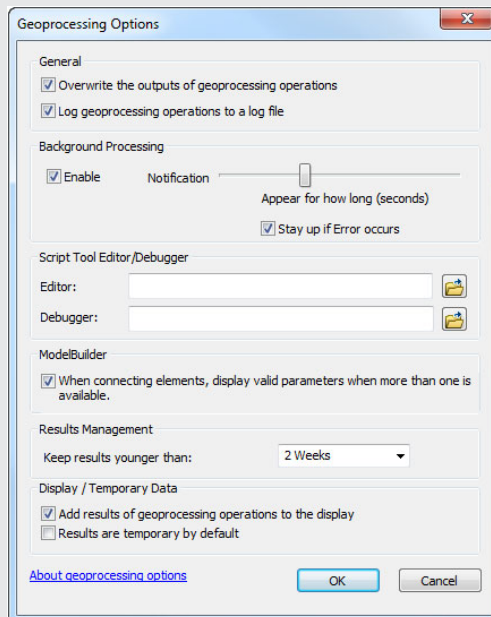 Geoprocessing Options
General
Overwrite the outputs of geoprocessing operations
Log geoprocessing operations to a log file
Background Processing
Enable
Notification
Appear for how long (seconds)
Stay up if Error occurs
Script Tool Editor/Debugger
Editor:
Debugger:
ModelBuilder
When connecting elements, display valid parameters when more than one is
available.
Results Management
Keep results younger than:
2 Weeks
Display / Temporary Data
Add results of geoprocessing operations to the display
Results are temporary by default
About geoprocessing options
OK
Cancel